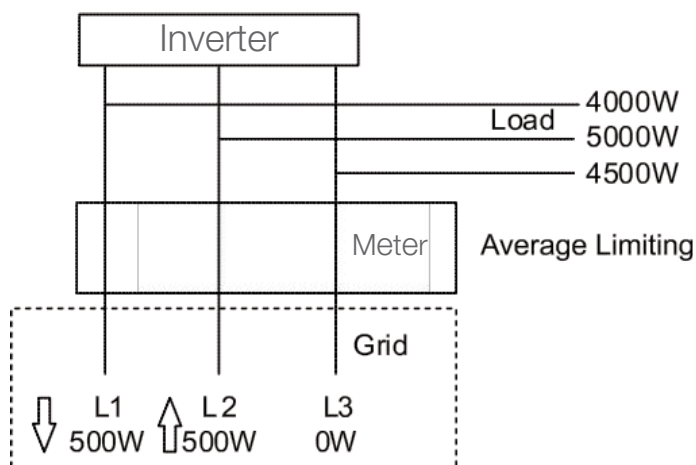 Inverter
4000W
Load
5000W
4500W
Meter
Average Limiting
Grid
L1 L2 L3
500W 500W 0W